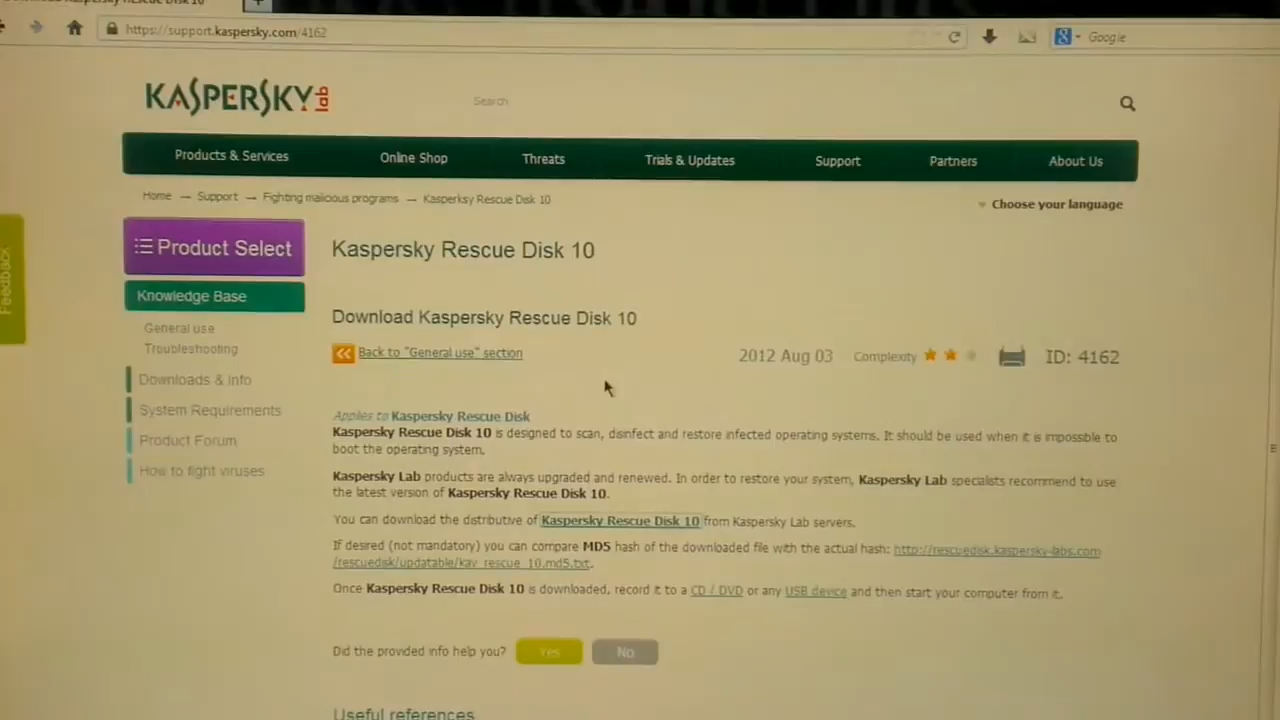 https://support.kaspersky.com/4162
Google
KASPERSKY lab
Search
Products & Services
Online Shop
Threats
Trials & Updates
Support
Partners
About Us
Home → Support → Fighting malicious programs → Kasperksy Rescue Disk 10
Choose your language
Feedback
Product Select
Knowledge Base
General use
Troubleshooting
Downloads & Info
System Requirements
Product Forum
How to fight viruses
Kaspersky Rescue Disk 10
Download Kaspersky Rescue Disk 10
Back to "General use" section
2012 Aug 03
Complexity
ID: 4162
Applies to Kaspersky Rescue Disk
Kaspersky Rescue Disk 10 is designed to scan, disinfect and restore infected operating systems. It should be used when it is impossible to
boot the operating system.
Kaspersky Lab products are always upgraded and renewed. In order to restore your system, Kaspersky Lab specialists recommend to use
the latest version of Kaspersky Rescue Disk 10.
You can download the distributive of Kaspersky Rescue Disk 10 from Kaspersky Lab servers.
If desired (not mandatory) you can compare MD5 hash of the downloaded file with the actual hash: http://rescuedisk.kaspersky-labs.com
/rescuedisk/updatable/kav_rescue_10.md5.txt.
Once Kaspersky Rescue Disk 10 is downloaded, record it to a CD / DVD or any USB device and then start your computer from it.
Did the provided info help you?
Yes
No
Useful references